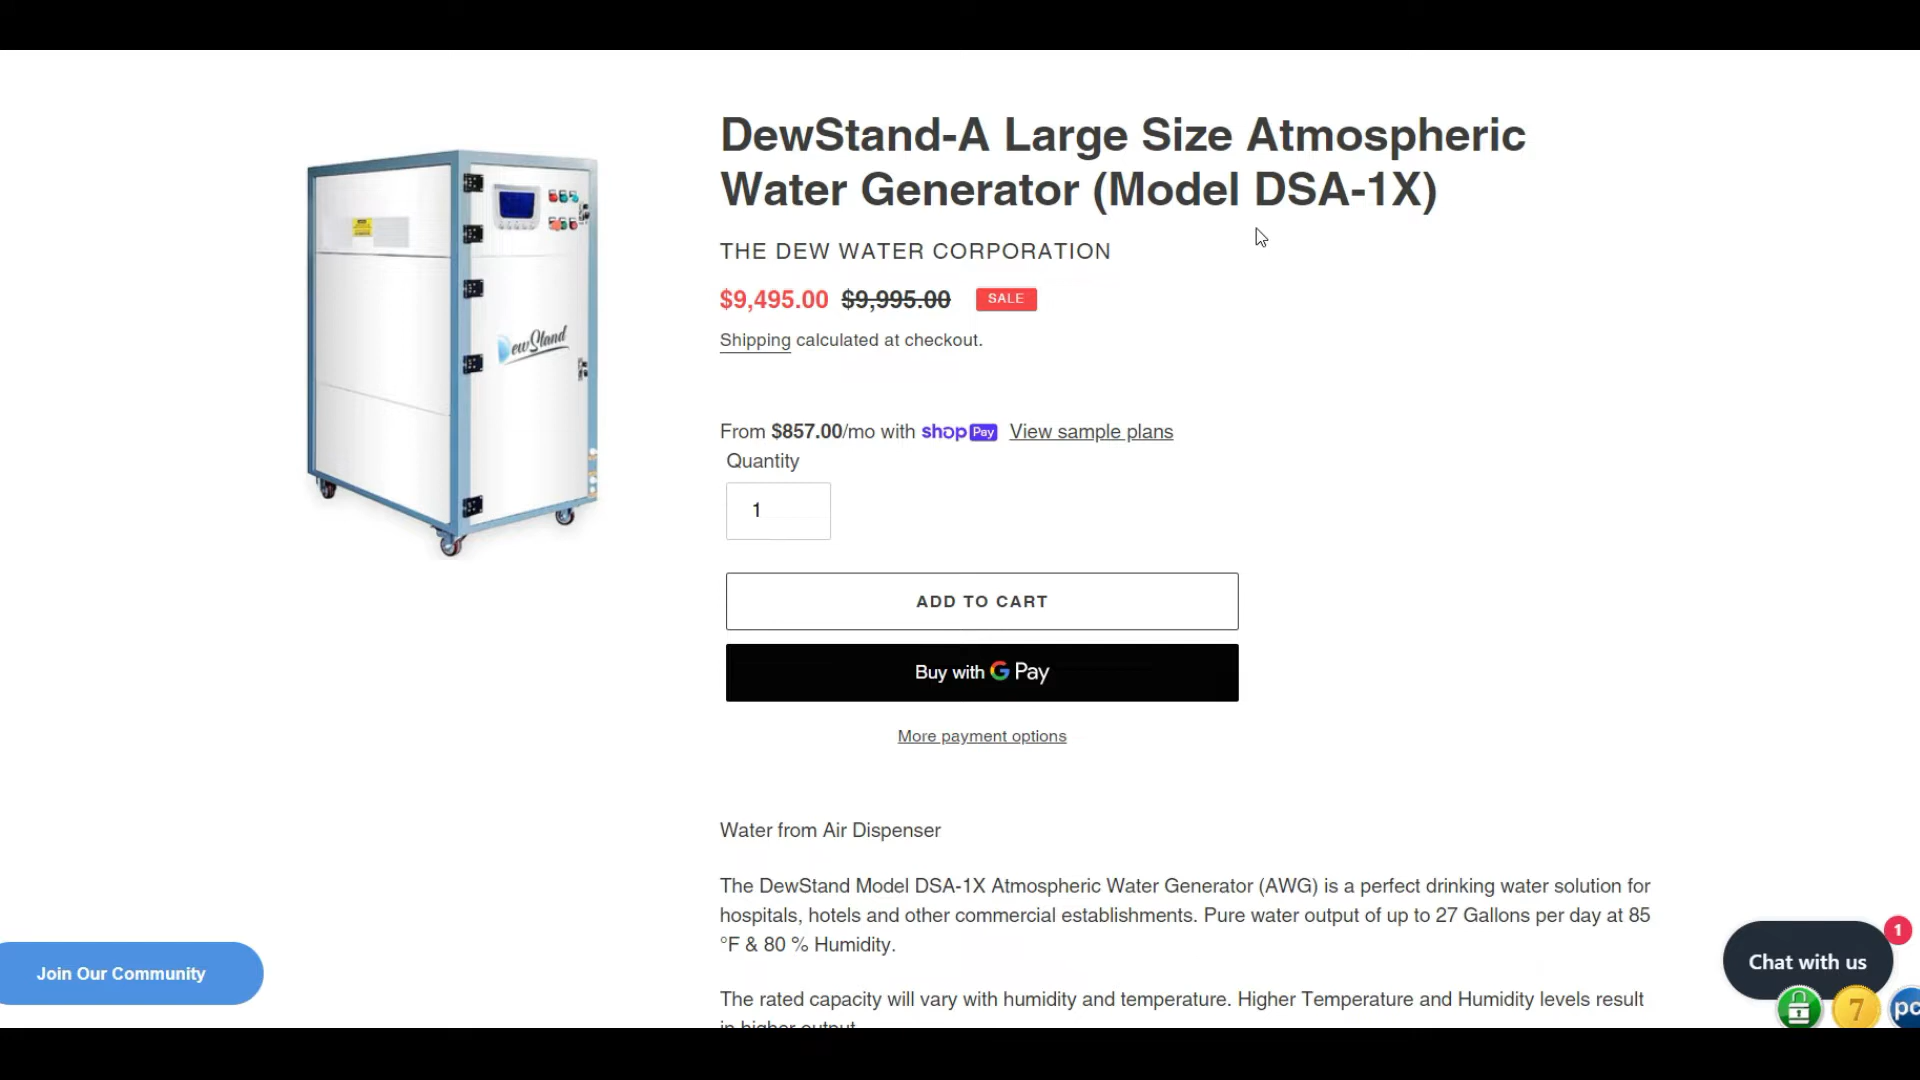 DewStand-A Large Size Atmospheric
Water Generator (Model DSA-1X)
THE DEW WATER CORPORATION
$9,495.00 $9,995.00 SALE
Shipping calculated at checkout.
DewStand
From $857.00/mo with shop Pay View sample plans
Quantity
1
ADD TO CART
Buy with G Pay
More payment options
Water from Air Dispenser
The DewStand Model DSA-1X Atmospheric Water Generator (AWG) is a perfect drinking water solution for
hospitals, hotels and other commercial establishments. Pure water output of up to 27 Gallons per day at 85
°F & 80 % Humidity.
The rated capacity will vary with humidity and temperature. Higher Temperature and Humidity levels result
in higher output.
Join Our Community
1
Chat with us
7
pc